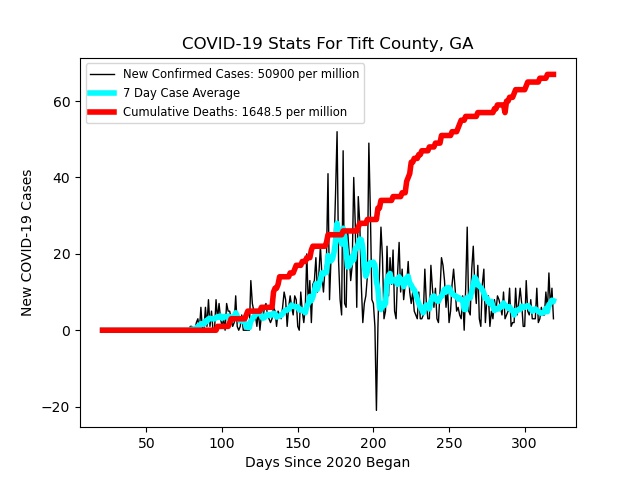 COVID-19 Stats For Tift County, GA
New Confirmed Cases: 50900 per million
7 Day Case Average
Cumulative Deaths: 1648.5 per million
60
40
20
0
−20
New COVID-19 Cases
50
100
150
200
250
300
Days Since 2020 Began